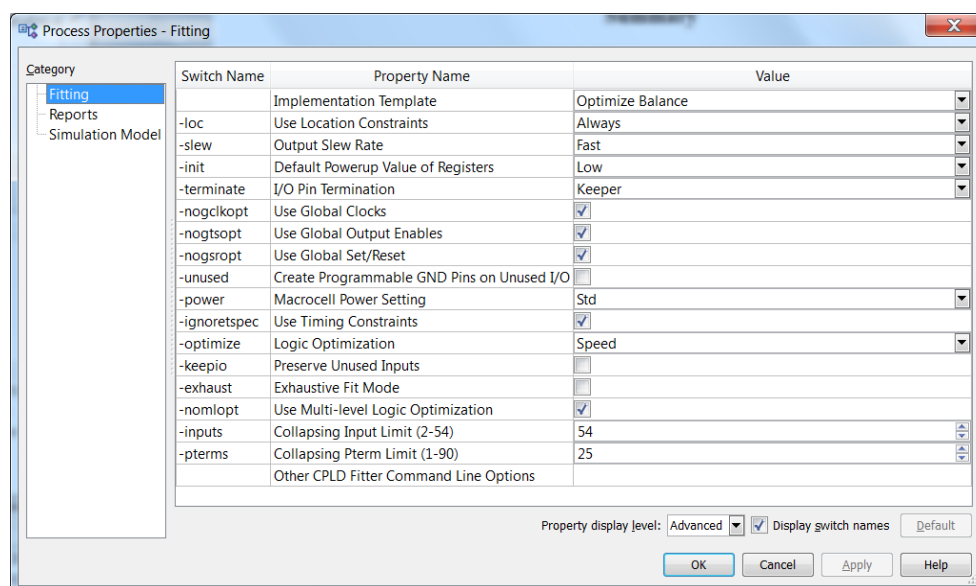 Summary
Process Properties - Fitting
Category
Fitting
Reports
Simulation Model
Switch Name Property Name Value
Implementation Template Optimize Balance
-loc Use Location Constraints Always
-slew Output Slew Rate Fast
-init Default Powerup Value of Registers Low
-terminate I/O Pin Termination Keeper
-nogclkopt Use Global Clocks
-nogtsopt Use Global Output Enables
-nogsropt Use Global Set/Reset
-unused Create Programmable GND Pins on Unused I/O
-power Macrocell Power Setting Std
-ignoretspec Use Timing Constraints
-optimize Logic Optimization Speed
-keepio Preserve Unused Inputs
-exhaust Exhaustive Fit Mode
-nomlopt Use Multi-level Logic Optimization
-inputs Collapsing Input Limit (2-54) 54
-pterms Collapsing Pterm Limit (1-90) 25
Other CPLD Fitter Command Line Options
Property display level: Advanced Display switch names Default
OK Cancel Apply Help